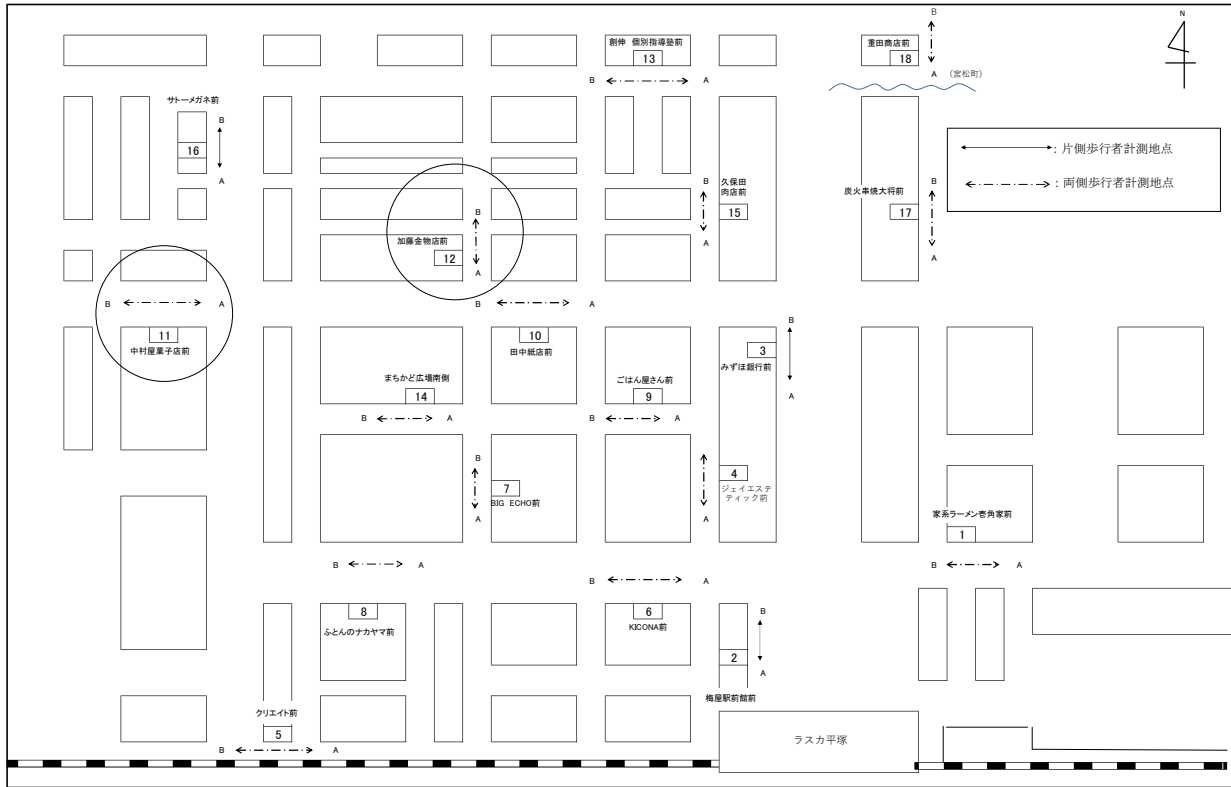 B
N
創伸 個別指導塾前
13
B
A
重田商店前
18
A
(宮松町)
サトーメガネ前
B
16
A
: 片側歩行者計測地点
: 両側歩行者計測地点
B
久保田
肉店前
15
A
炭火串焼大将前
B
17
A
加藤金物店前
B
12
A
B
A
11
中村屋菓子店前
B
A
10
田中紙店前
B
3
みずほ銀行前
A
まちかど広場南側
14
B
A
ごはん屋さん前
9
B
A
B
7
BIG ECHO前
A
B
4
ジェイエステ
ティック前
A
家系ラーメン壱角家前
1
B
A
B
A
8
ふとんのナカヤマ前
B
A
6
KICONA前
B
2
A
梅屋駅前館前
クリエイト前
5
B
A
ラスカ平塚